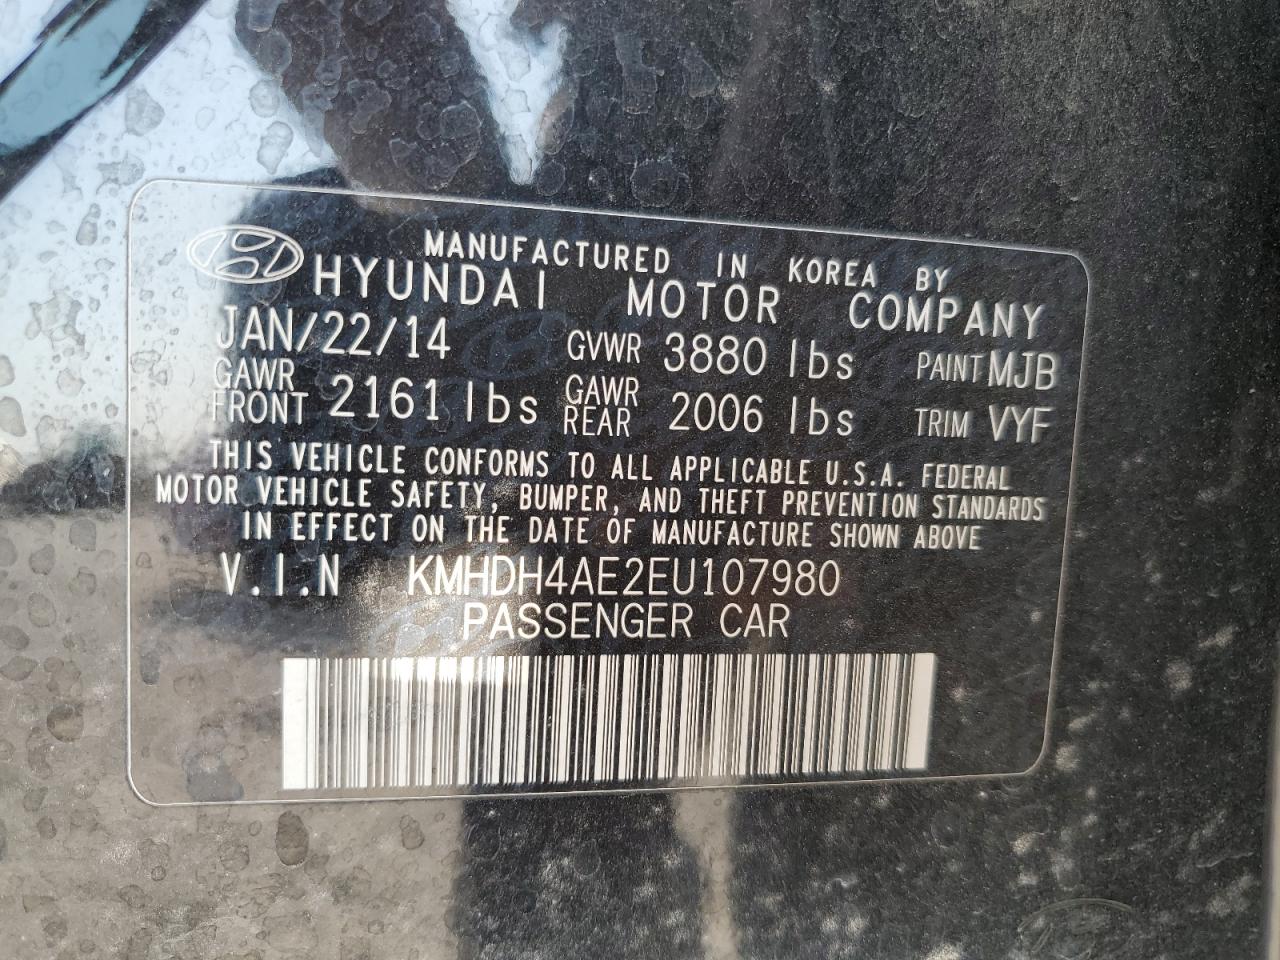 MANUFACTURED IN KOREA BY
HYUNDAI MOTOR COMPANY
JAN/22/14 GVWR 3880 lbs PAINT MJB
GAWR FRONT 2161 lbs GAWR REAR 2006 lbs TRIM VYF
THIS VEHICLE CONFORMS TO ALL APPLICABLE U.S.A. FEDERAL
MOTOR VEHICLE SAFETY, BUMPER, AND THEFT PREVENTION STANDARDS
IN EFFECT ON THE DATE OF MANUFACTURE SHOWN ABOVE
V.I.N KMHDH4AE2EU107980
PASSENGER CAR